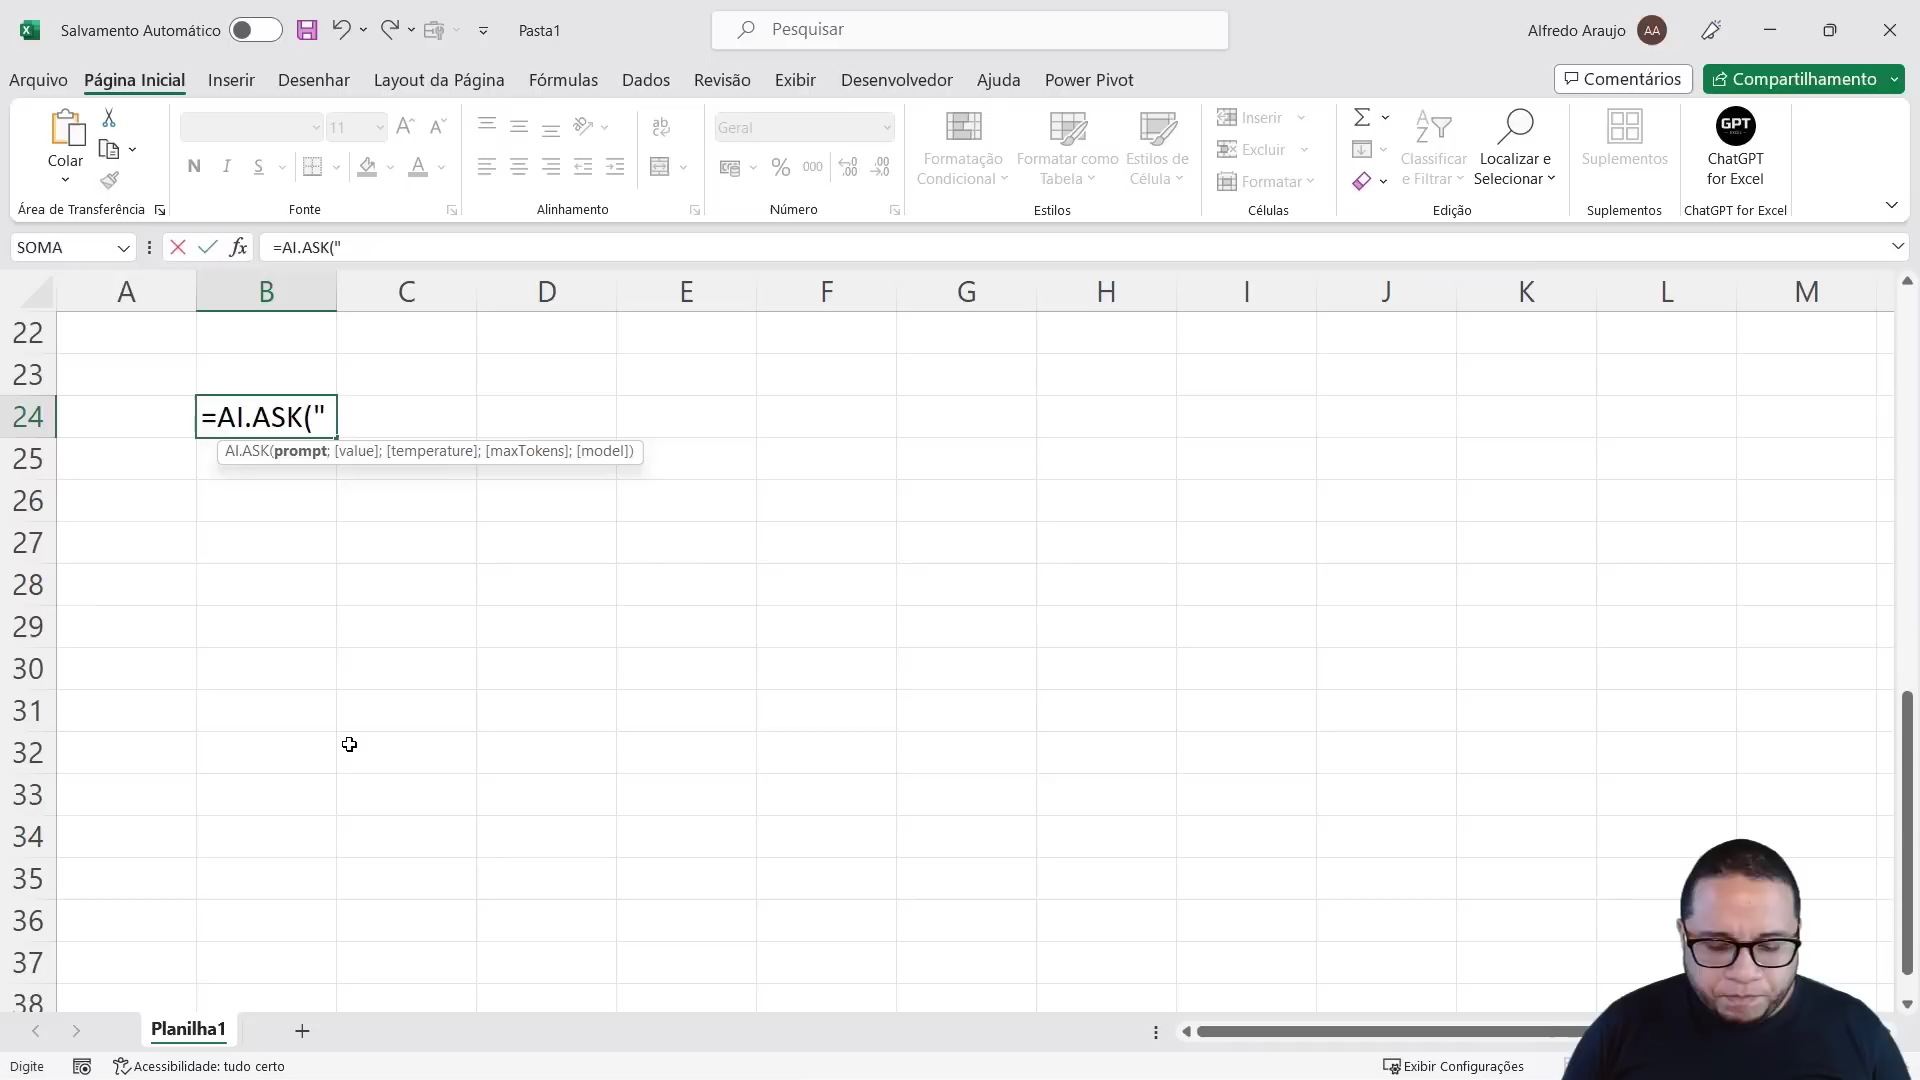 Salvamento Automático
Pasta1
Pesquisar
Alfredo Araujo AA
Arquivo Página Inicial Inserir Desenhar Layout da Página Fórmulas Dados Revisão Exibir Desenvolvedor Ajuda Power Pivot
Comentários Compartilhamento
Colar
Área de Transferência
11
N I S
Fonte
ab
Alinhamento
Geral
% 000
Número
Formatação Condicional
Formatar como Tabela
Estilos de Célula
Estilos
Inserir
Excluir
Formatar
Células
Classificar e Filtrar
Localizar e Selecionar
Edição
Suplementos
Suplementos
GPT
ChatGPT for Excel
ChatGPT for Excel
SOMA
fx
=AI.ASK("
A B C D E F G H I J K L M
22
23
24 =AI.ASK("
AI.ASK(prompt; [value]; [temperature]; [maxTokens]; [model])
25
26
27
28
29
30
31
32
33
34
35
36
37
38
Planilha1
Digite
Acessibilidade: tudo certo
Exibir Configurações